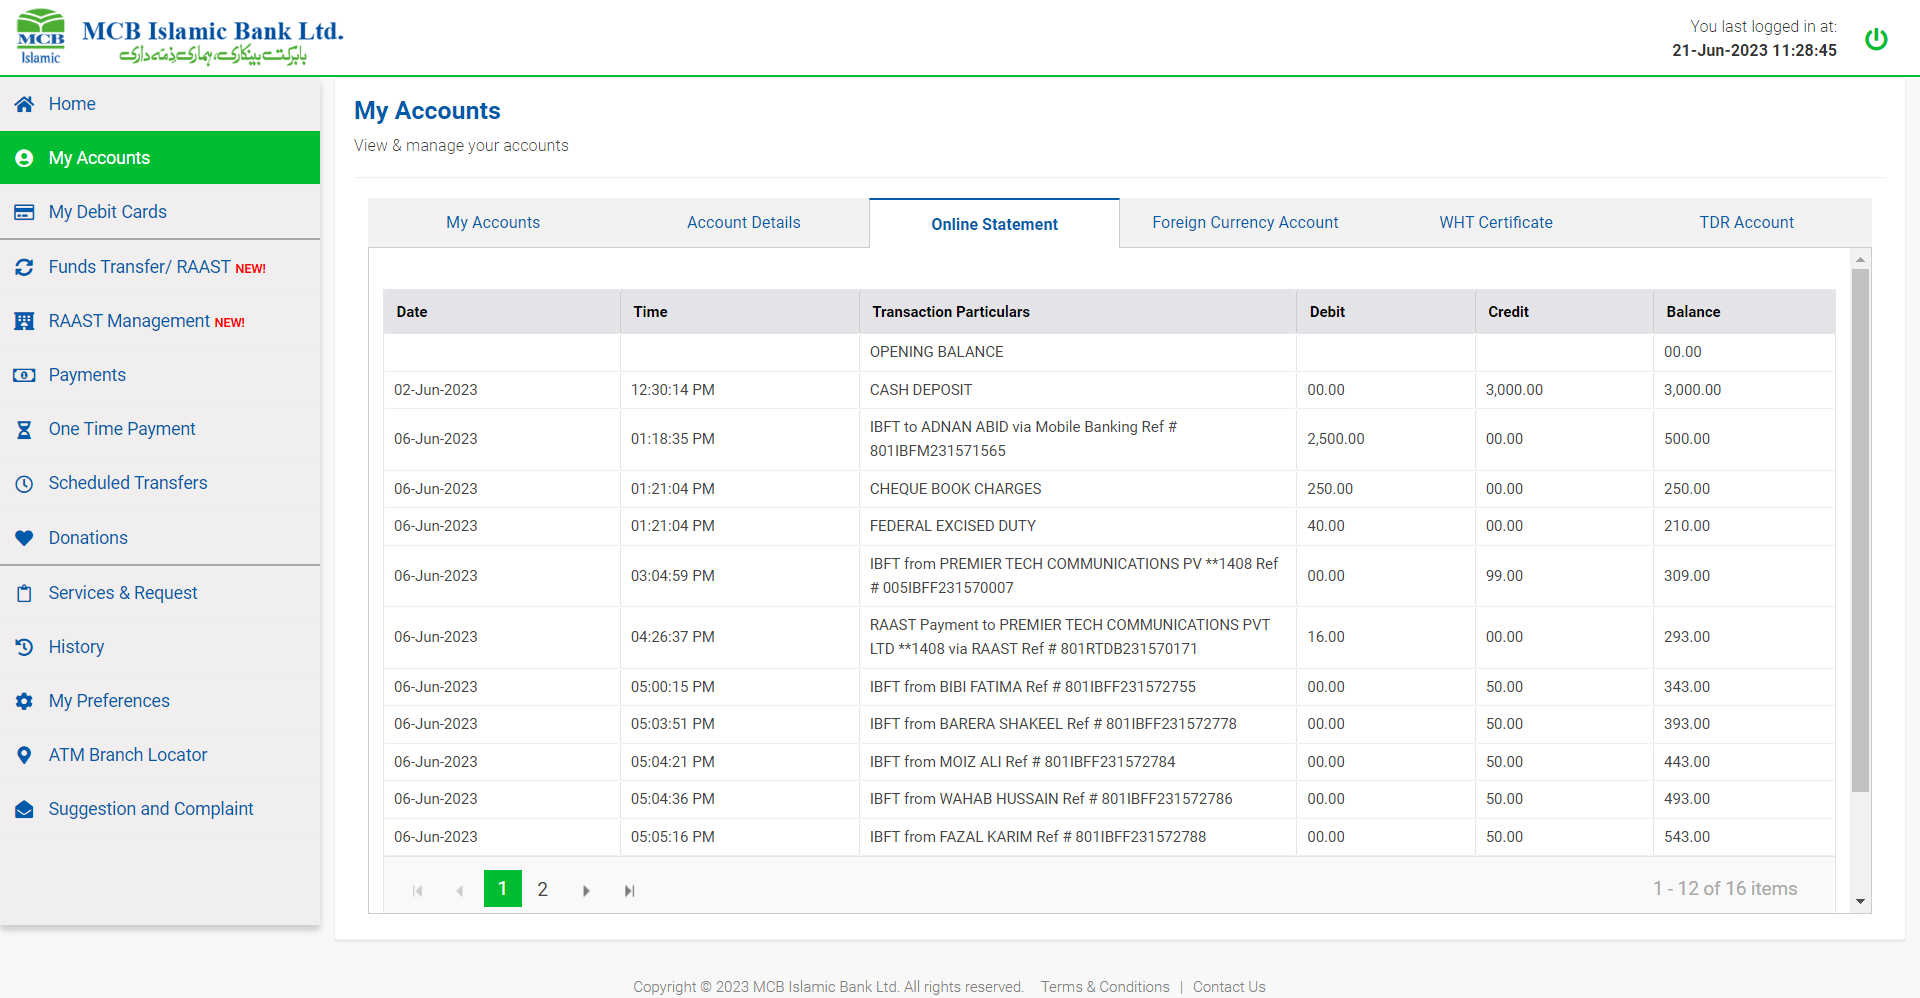 MCB
Islamic
MCB Islamic Bank Ltd.
بابرکت بینکاری، ہماری ذمّہ داری
You last logged in at:
21-Jun-2023 11:28:45
Home
My Accounts
My Debit Cards
Funds Transfer/ RAAST NEW!
RAAST Management NEW!
Payments
One Time Payment
Scheduled Transfers
Donations
Services & Request
History
My Preferences
ATM Branch Locator
Suggestion and Complaint
My Accounts
View & manage your accounts
My Accounts Account Details Online Statement Foreign Currency Account WHT Certificate TDR Account
Date Time Transaction Particulars Debit Credit Balance
OPENING BALANCE 00.00
02-Jun-2023 12:30:14 PM CASH DEPOSIT 00.00 3,000.00 3,000.00
06-Jun-2023 01:18:35 PM IBFT to ADNAN ABID via Mobile Banking Ref #
801IBFM231571565 2,500.00 00.00 500.00
06-Jun-2023 01:21:04 PM CHEQUE BOOK CHARGES 250.00 00.00 250.00
06-Jun-2023 01:21:04 PM FEDERAL EXCISED DUTY 40.00 00.00 210.00
06-Jun-2023 03:04:59 PM IBFT from PREMIER TECH COMMUNICATIONS PV **1408 Ref
# 005IBFF231570007 00.00 99.00 309.00
06-Jun-2023 04:26:37 PM RAAST Payment to PREMIER TECH COMMUNICATIONS PVT
LTD **1408 via RAAST Ref # 801RTDB231570171 16.00 00.00 293.00
06-Jun-2023 05:00:15 PM IBFT from BIBI FATIMA Ref # 801IBFF231572755 00.00 50.00 343.00
06-Jun-2023 05:03:51 PM IBFT from BARERA SHAKEEL Ref # 801IBFF231572778 00.00 50.00 393.00
06-Jun-2023 05:04:21 PM IBFT from MOIZ ALI Ref # 801IBFF231572784 00.00 50.00 443.00
06-Jun-2023 05:04:36 PM IBFT from WAHAB HUSSAIN Ref # 801IBFF231572786 00.00 50.00 493.00
06-Jun-2023 05:05:16 PM IBFT from FAZAL KARIM Ref # 801IBFF231572788 00.00 50.00 543.00
1 2 1 - 12 of 16 items
Copyright © 2023 MCB Islamic Bank Ltd. All rights reserved. Terms & Conditions | Contact Us